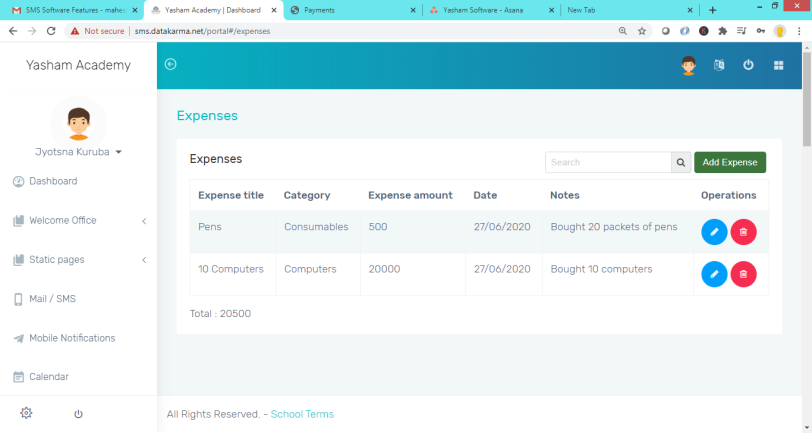 SMS Software Features - mahes
Yasham Academy | Dashboard
Payments
Yasham Software - Asana
New Tab
Not secure | sms.datakarma.net/portal#/expenses
Yasham Academy
Jyotsna Kuruba
Dashboard
Welcome Office
Static pages
Mail / SMS
Mobile Notifications
Calendar
Expenses
Expenses
Search
Add Expense
Expense title Category Expense amount Date Notes Operations
Pens Consumables 500 27/06/2020 Bought 20 packets of pens
10 Computers Computers 20000 27/06/2020 Bought 10 computers
Total : 20500
All Rights Reserved. - School Terms